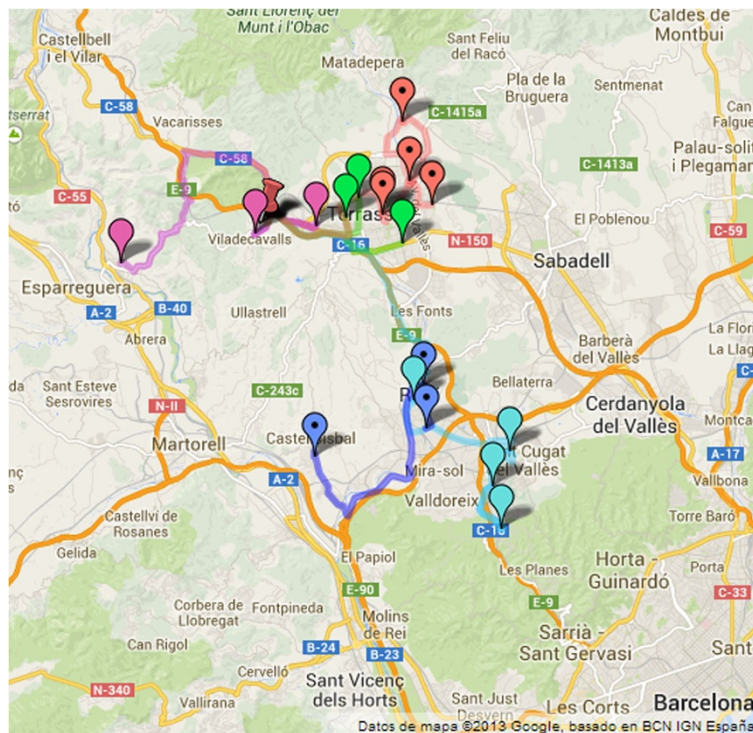 Sant Llorenç del
Munt i l'Obac
Caldes de
Montbui
Castellbell
i el Vilar
Sant Feliu
del Racó
Matadepera
Pla de la
Bruguera
Sentmenat
C-58
C-1415a
Vacarisses
C-58
Palau-soli
i Plegaman
C-1413a
E-9
C-55
El Poblenou
C-59
Viladecavalls
C-16
N-150
Sabadell
Esparreguera
A-2
B-40
Ullastrell
Les Fonts
Abrera
E-9
Barberà
del Vallès
La Llag
Sant Esteve
Sesrovires
C-243c
Bellaterra
N-II
Cerdanyola
del Vallès
Martorell
A-17
A-2
Mira-sol
Vallbona
Valldoreix
Castellví de
Rosanes
Torre Baró
Gelida
El Papiol
Les Planes
Horta -
Guinardó
Porta
E-90
C-33
E-9
Corbera de
Llobregat
Fontpineda
Molins
de Rei
Sarrià -
Sant Gervasi
Can Rigol
B-24
B-23
Cervelló
Sant Vicenç
dels Horts
N-340
Vallirana
Sant Just
Desvern
Les Corts
Barcelona
Datos de mapa ©2013 Google, basado en BCN IGN España